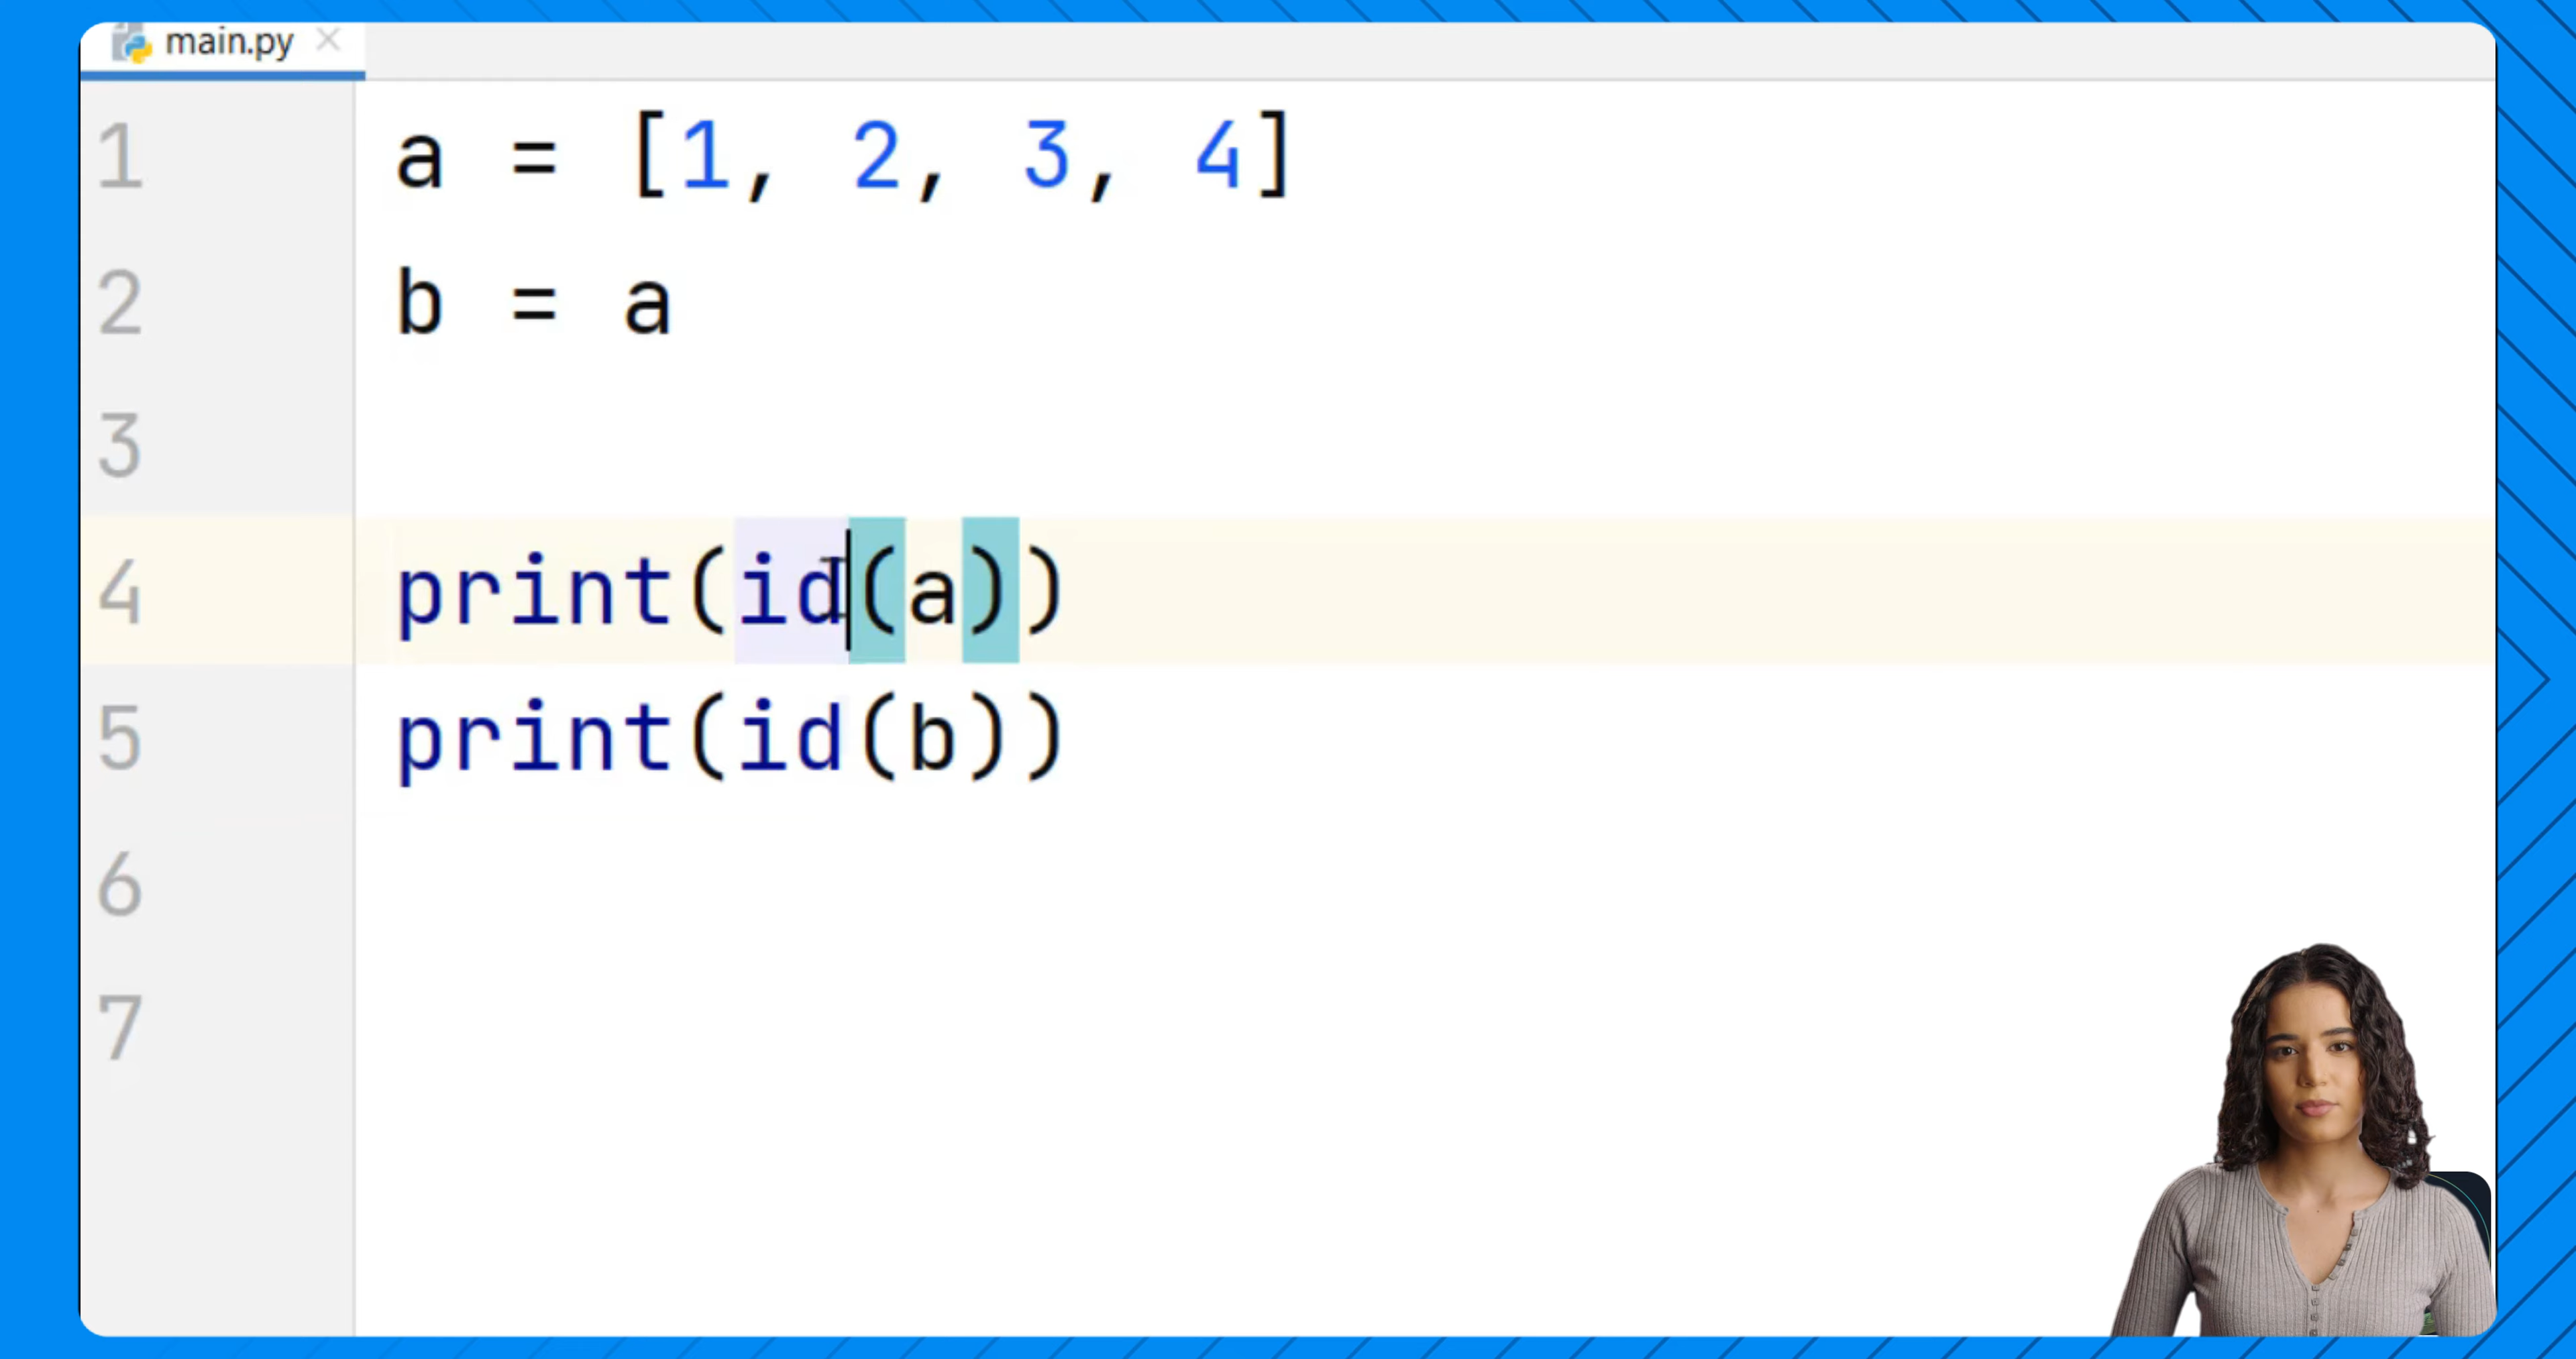 main.py
1 a = [1, 2, 3, 4]
2 b = a
3
4 print(id(a))
5 print(id(b))
6
7